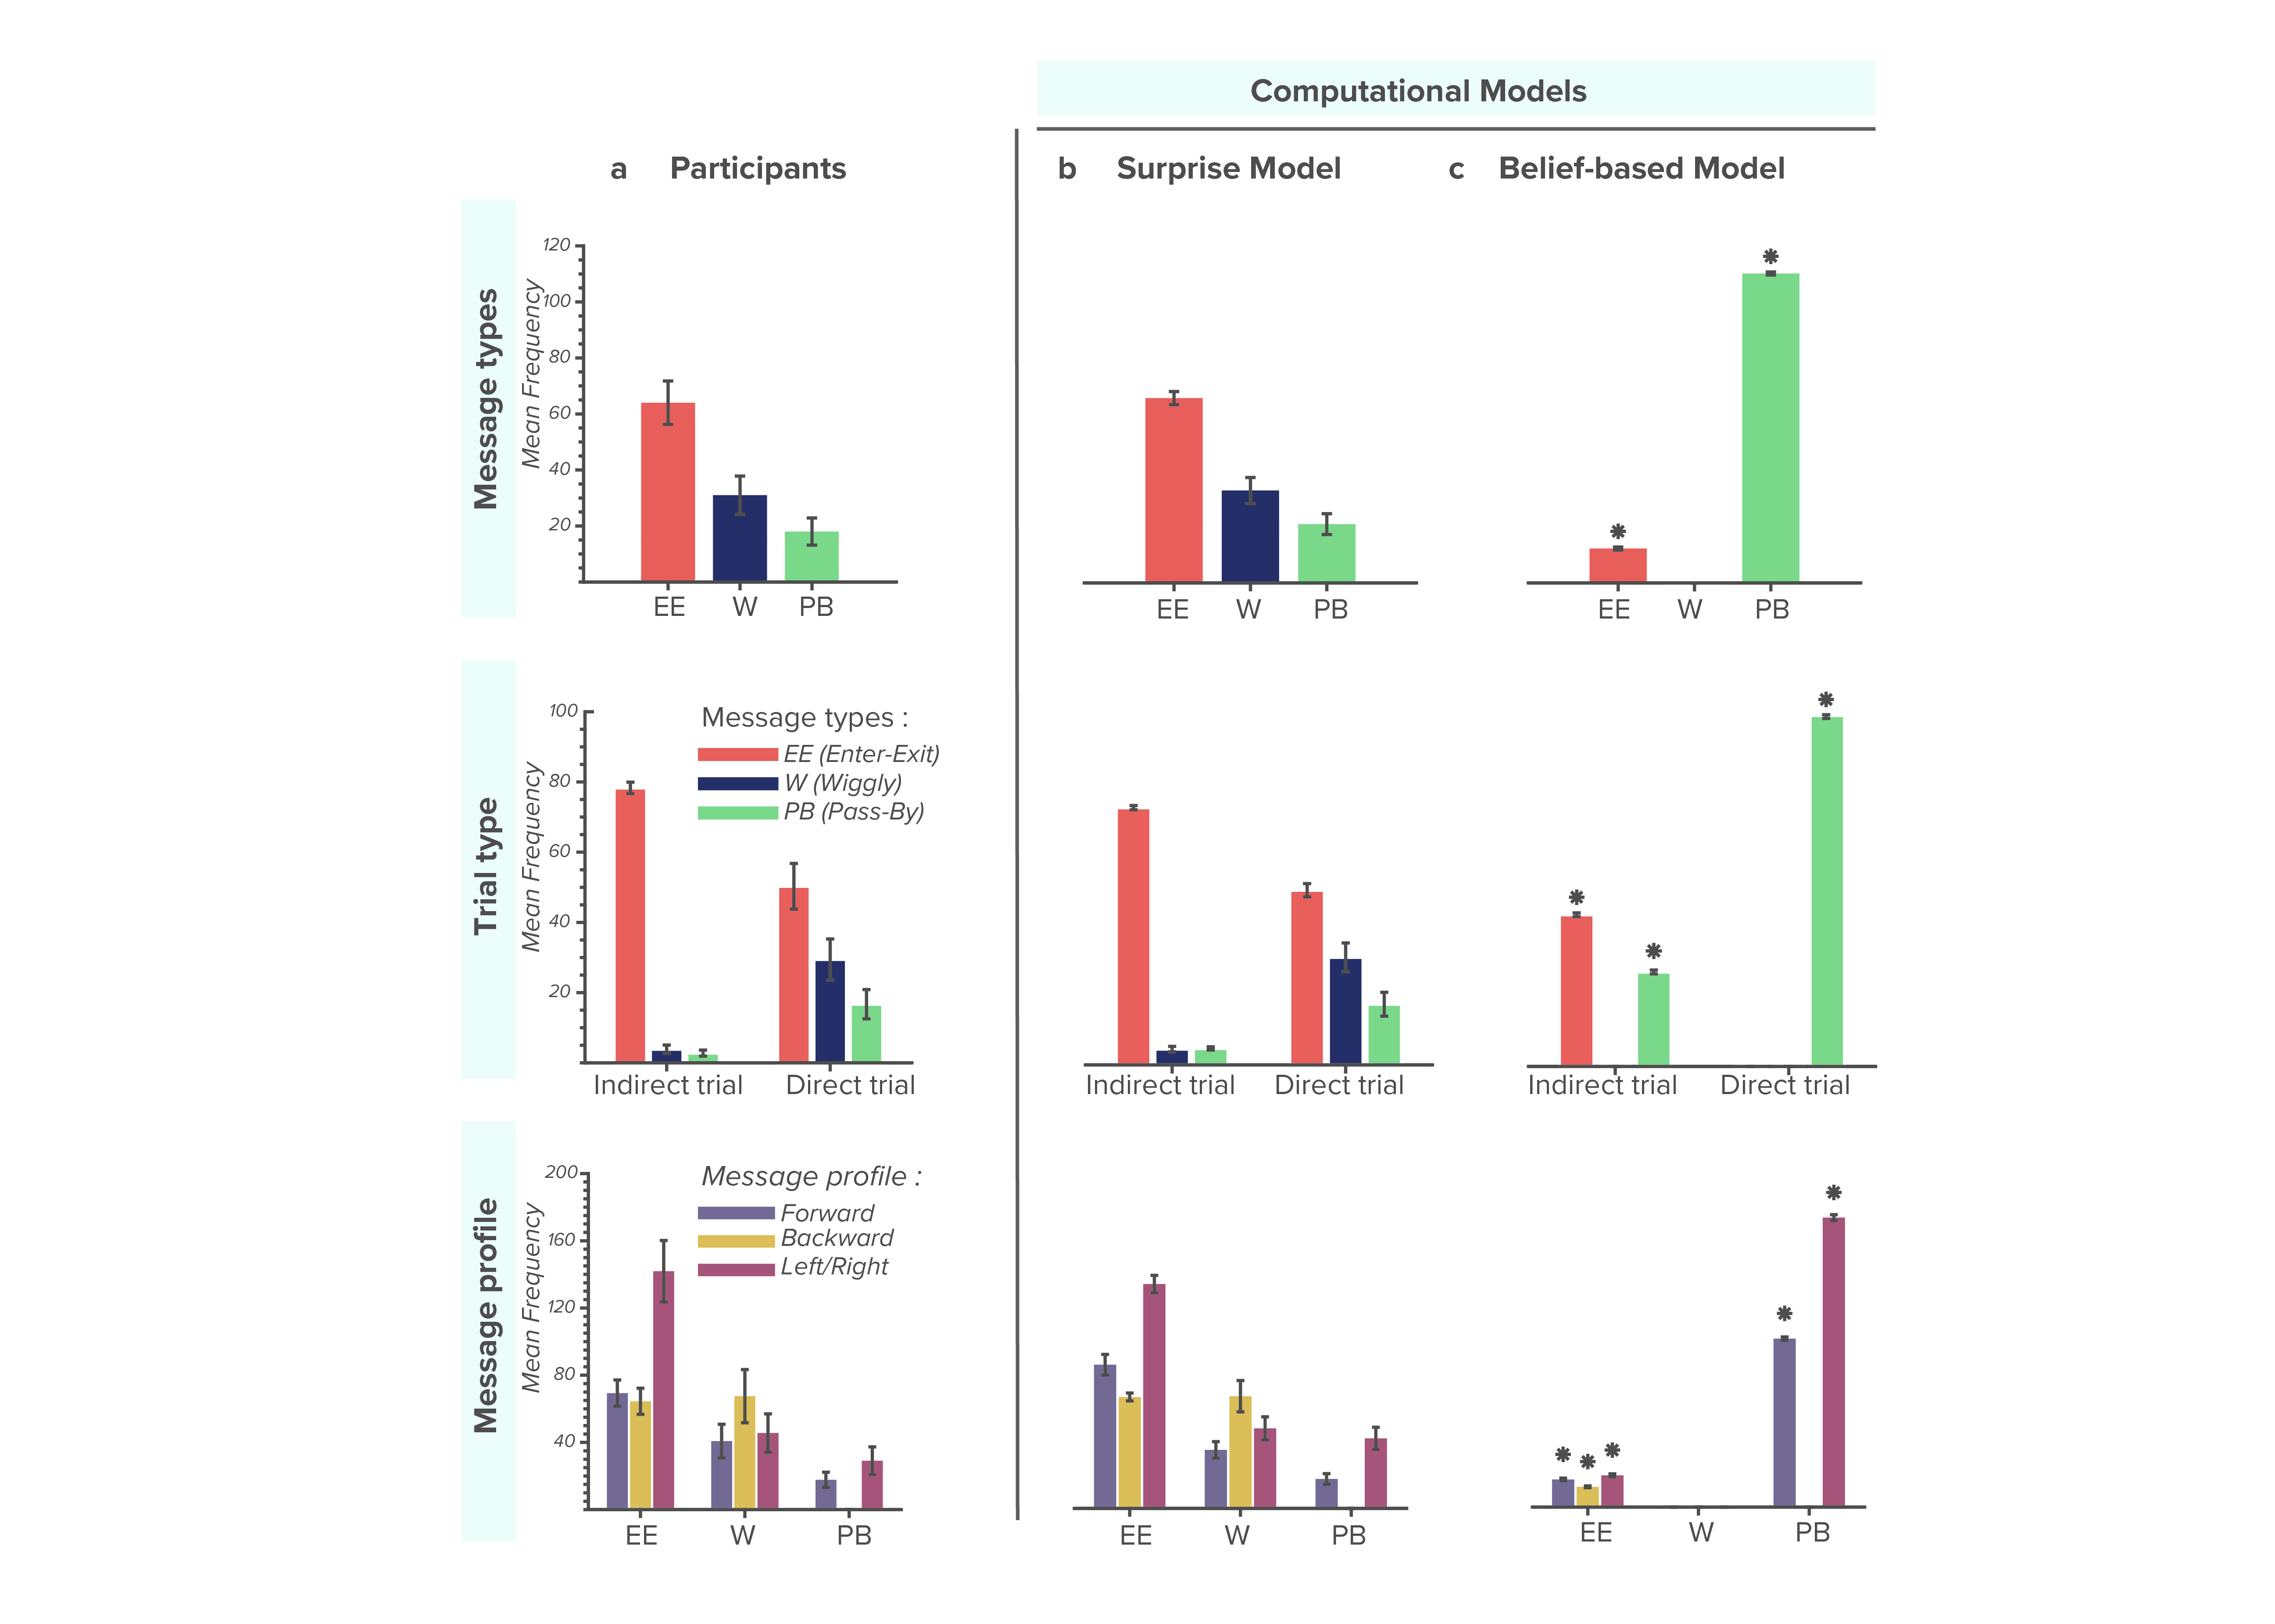 Computational Models
a Participants
b Surprise Model
c Belief-based Model
Message types
Mean Frequency
120
100
80
60
40
20
EE W PB
EE W PB
*
*
EE W PB
Trial type
Mean Frequency
100
80
60
40
20
Message types :
EE (Enter-Exit)
W (Wiggly)
PB (Pass-By)
Indirect trial Direct trial
Indirect trial Direct trial
*
*
*
Indirect trial Direct trial
Message profile
Mean Frequency
200
160
120
80
40
Message profile :
Forward
Backward
Left/Right
EE W PB
EE W PB
* * *
*
*
EE W PB